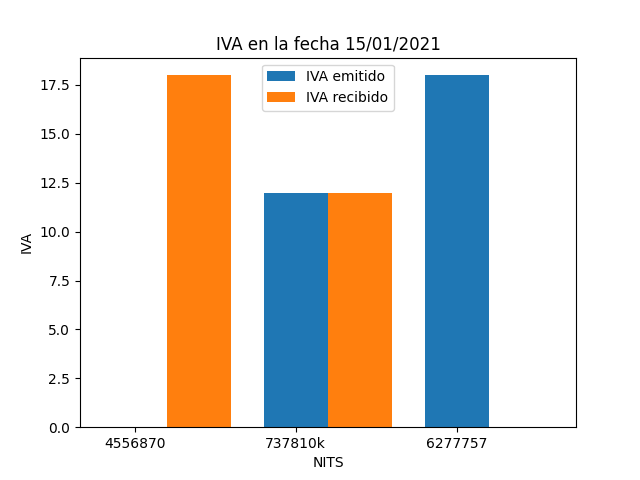 IVA en la fecha 15/01/2021
IVA emitido
IVA recibido
17.5
15.0
12.5
10.0
7.5
5.0
2.5
0.0
IVA
4556870
737810k
6277757
NITS